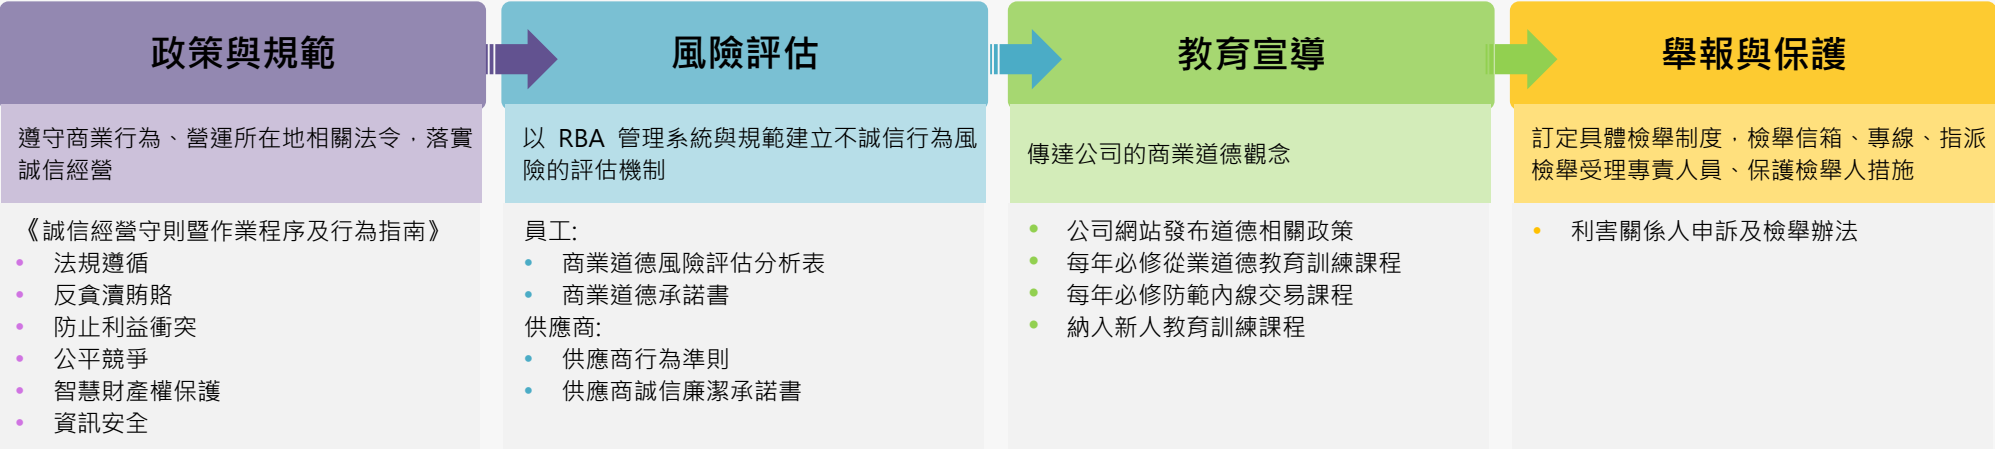 政策與規範
遵守商業行為、營運所在地相關法令，落實
誠信經營
《誠信經營守則暨作業程序及行為指南》
• 法規遵循
• 反貪瀆賄賂
• 防止利益衝突
• 公平競爭
• 智慧財產權保護
• 資訊安全
風險評估
以 RBA 管理系統與規範建立不誠信行為風
險的評估機制
員工:
• 商業道德風險評估分析表
• 商業道德承諾書
供應商:
• 供應商行為準則
• 供應商誠信廉潔承諾書
教育宣導
傳達公司的商業道德觀念
• 公司網站發布道德相關政策
• 每年必修從業道德教育訓練課程
• 每年必修防範內線交易課程
• 納入新人教育訓練課程
舉報與保護
訂定具體檢舉制度，檢舉信箱、專線、指派
檢舉受理專責人員、保護檢舉人措施
• 利害關係人申訴及檢舉辦法